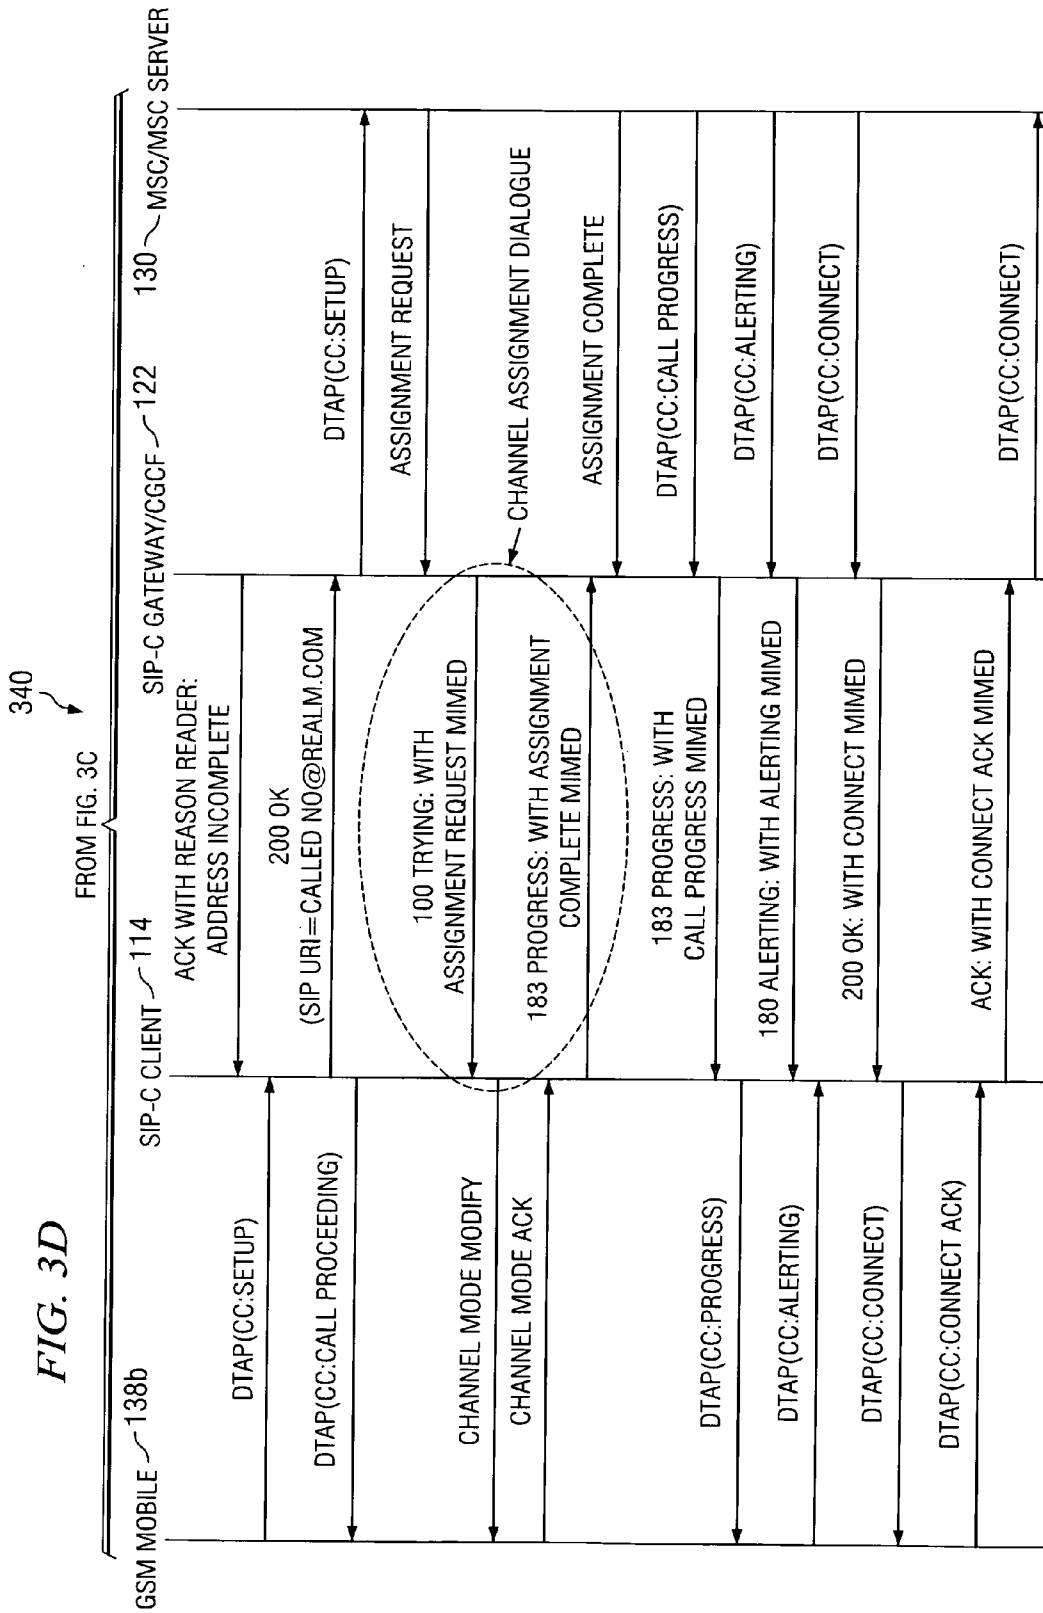 FIG. 3D
340
FROM FIG. 3C
GSM MOBILE 138b
SIP-C CLIENT 114
SIP-C GATEWAY/CGCF 122
130 MSC/MSC SERVER
ACK WITH REASON READER:
ADDRESS INCOMPLETE
DTAP(CC:SETUP)
200 OK
(SIP URI=CALLED NO@REALM.COM
DTAP(CC:CALL PROCEEDING)
DTAP(CC:SETUP)
ASSIGNMENT REQUEST
100 TRYING: WITH
ASSIGNMENT REQUEST MIMED
CHANNEL MODE MODIFY
CHANNEL MODE ACK
CHANNEL ASSIGNMENT DIALOGUE
183 PROGRESS: WITH ASSIGNMENT
COMPLETE MIMED
ASSIGNMENT COMPLETE
DTAP(CC:CALL PROGRESS)
183 PROGRESS: WITH
CALL PROGRESS MIMED
DTAP(CC:PROGRESS)
DTAP(CC:ALERTING)
180 ALERTING: WITH ALERTING MIMED
DTAP(CC:ALERTING)
DTAP(CC:CONNECT)
200 OK: WITH CONNECT MIMED
DTAP(CC:CONNECT)
DTAP(CC:CONNECT ACK)
ACK: WITH CONNECT ACK MIMED
DTAP(CC:CONNECT)